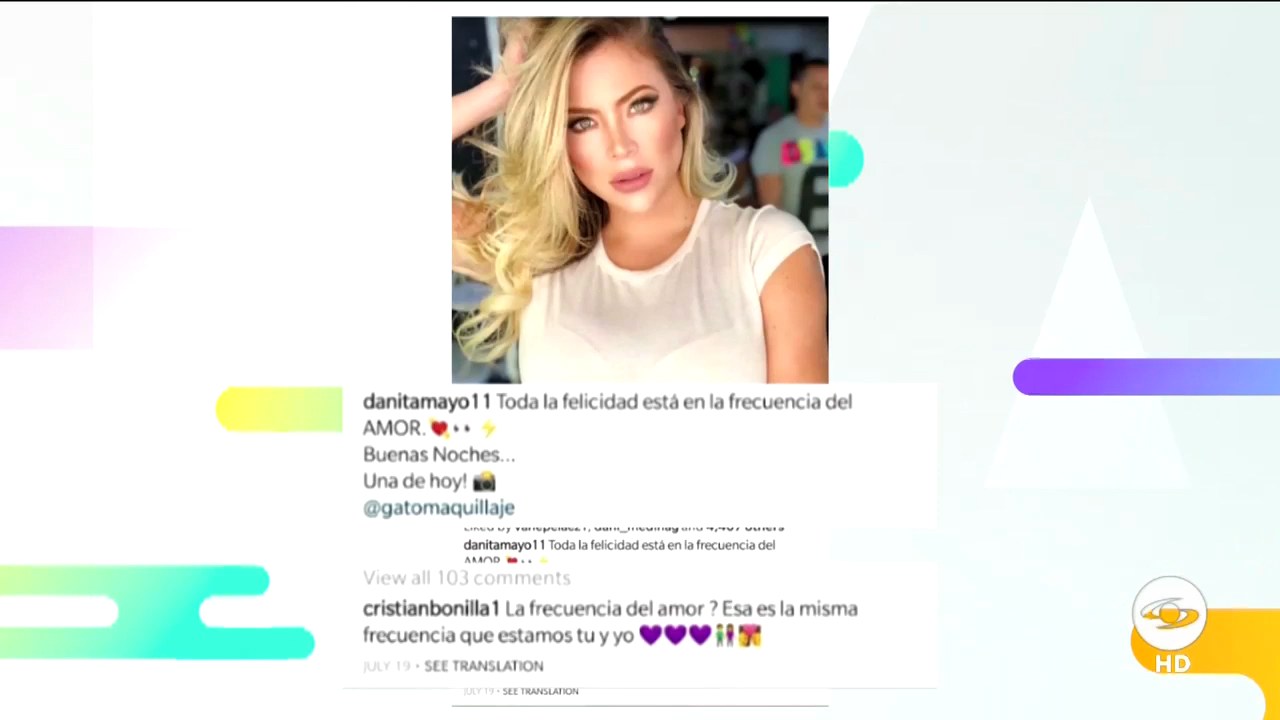 danitamayo11 Toda la felicidad está en la frecuencia del
AMOR. 💘👀⚡
Buenas Noches...
Una de hoy! 📸
@gatomaquillaje
danitamayo11 Toda la felicidad está en la frecuencia del
AMOR.
View all 103 comments
cristianbonilla1 La frecuencia del amor ? Esa es la misma
frecuencia que estamos tu y yo 💜💜💜👫💏
JULY 19 • SEE TRANSLATION
JULY 19 • SEE TRANSLATION
HD